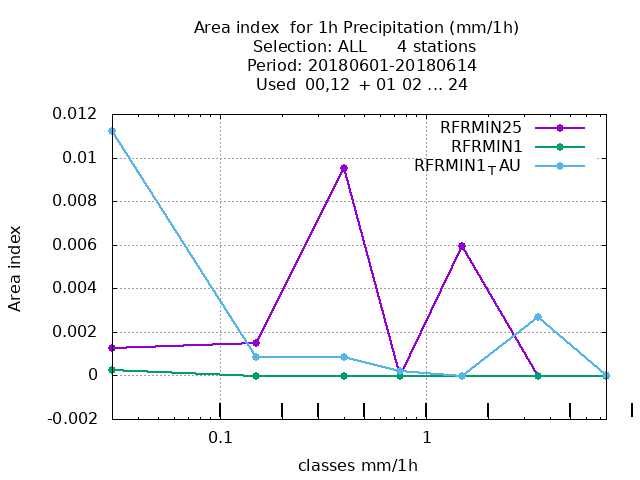 Area index  for 1h Precipitation (mm/1h)
Selection: ALL      4 stations
Period: 20180601-20180614
Used  00,12  + 01 02 ... 24
0.012
0.01
0.008
0.006
0.004
0.002
0
-0.002
Area index
RFRMIN25
RFRMIN1
RFRMIN1TAU
0.1
1
classes mm/1h